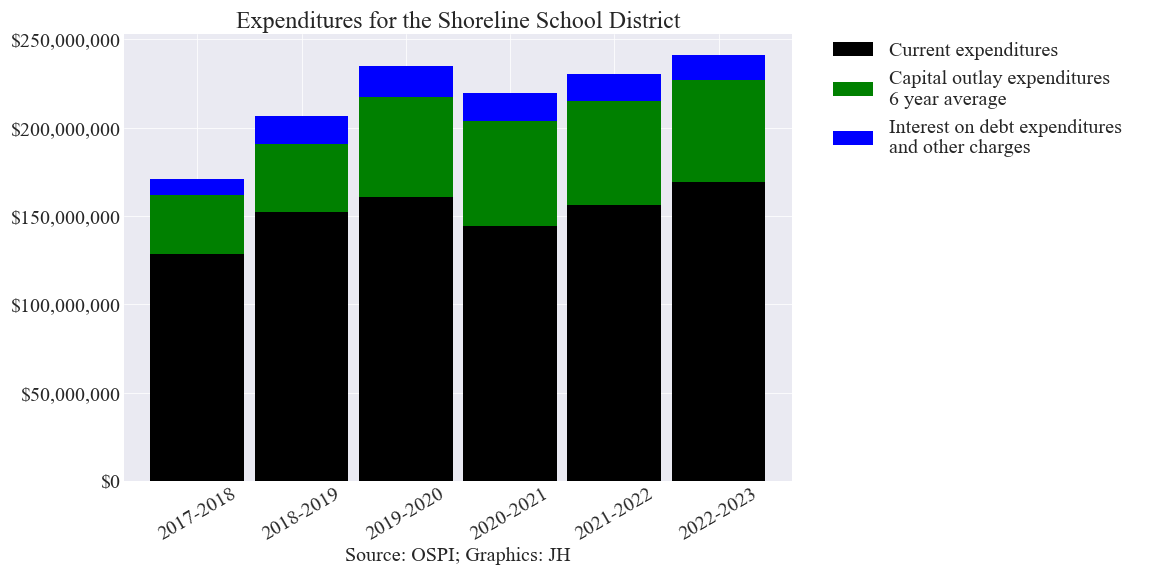 Expenditures for the Shoreline School District
$250,000,000
$200,000,000
$150,000,000
$100,000,000
$50,000,000
$0
2017-2018
2018-2019
2019-2020
2020-2021
2021-2022
2022-2023
Source: OSPI; Graphics: JH
Current expenditures
Capital outlay expenditures
6 year average
Interest on debt expenditures
and other charges